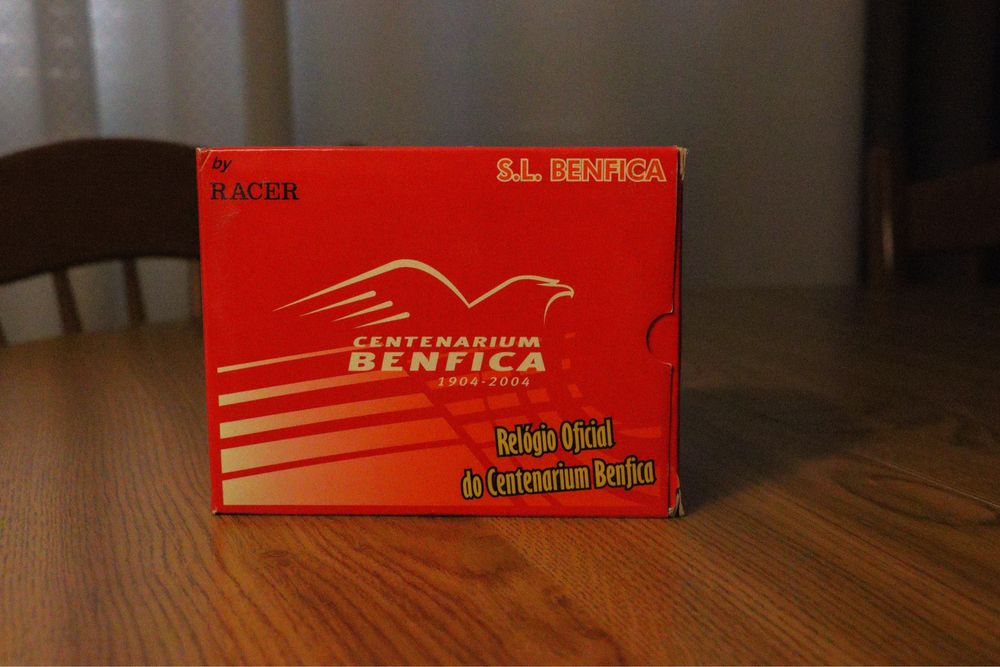 by
RACER
S.L. BENFICA
CENTENARIUM
BENFICA
1904-2004
Relógio Oficial
do Centenarium Benfica